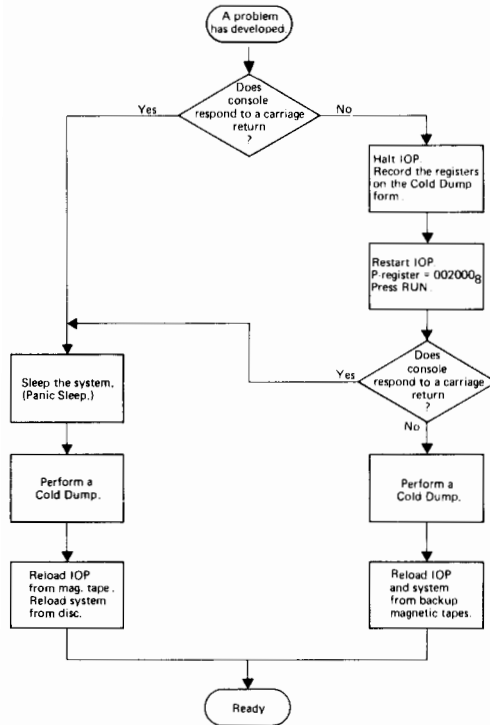 A problem
has developed.
Does
console
respond to a carriage
return
?
Yes
No
Halt IOP.
Record the registers
on the Cold Dump
form.
Restart IOP.
P-register = 002000₈
Press RUN.
Does
console
respond to a carriage
return
?
Yes
No
Sleep the system.
(Panic Sleep.)
Perform a
Cold Dump.
Perform a
Cold Dump.
Reload IOP
from mag. tape.
Reload system
from disc.
Reload IOP
and system
from backup
magnetic tapes.
Ready